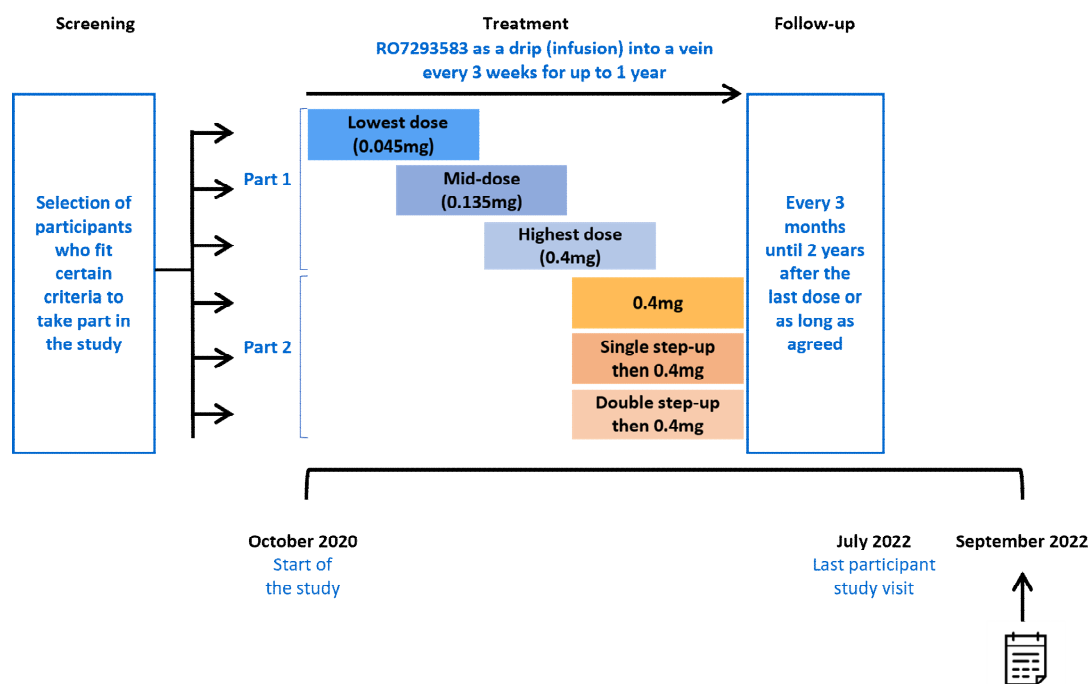 Screening
Treatment
Follow-up
RO7293583 as a drip (infusion) into a vein
every 3 weeks for up to 1 year
Selection of
participants
who fit
certain
criteria to
take part in
the study
Part 1
Lowest dose
(0.045mg)
Mid-dose
(0.135mg)
Highest dose
(0.4mg)
Part 2
0.4mg
Single step-up
then 0.4mg
Double step-up
then 0.4mg
Every 3
months
until 2 years
after the
last dose or
as long as
agreed
October 2020
Start of
the study
July 2022
Last participant
study visit
September 2022